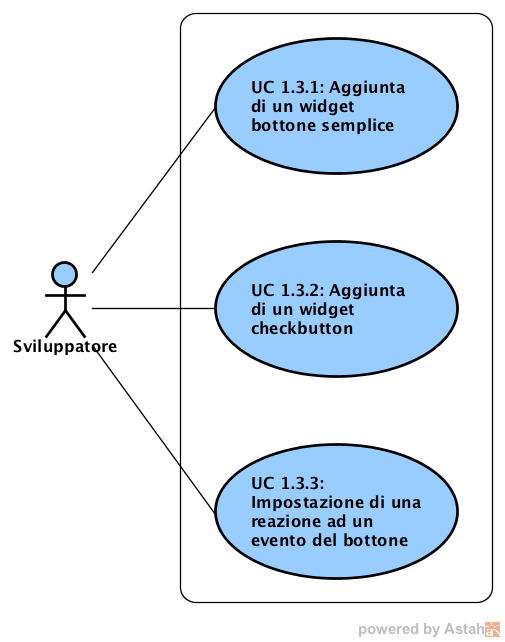 UC 1.3.1: Aggiunta
di un widget
bottone semplice
UC 1.3.2: Aggiunta
di un widget
checkbutton
Sviluppatore
UC 1.3.3:
Impostazione di una
reazione ad un
evento del bottone
powered by Astah